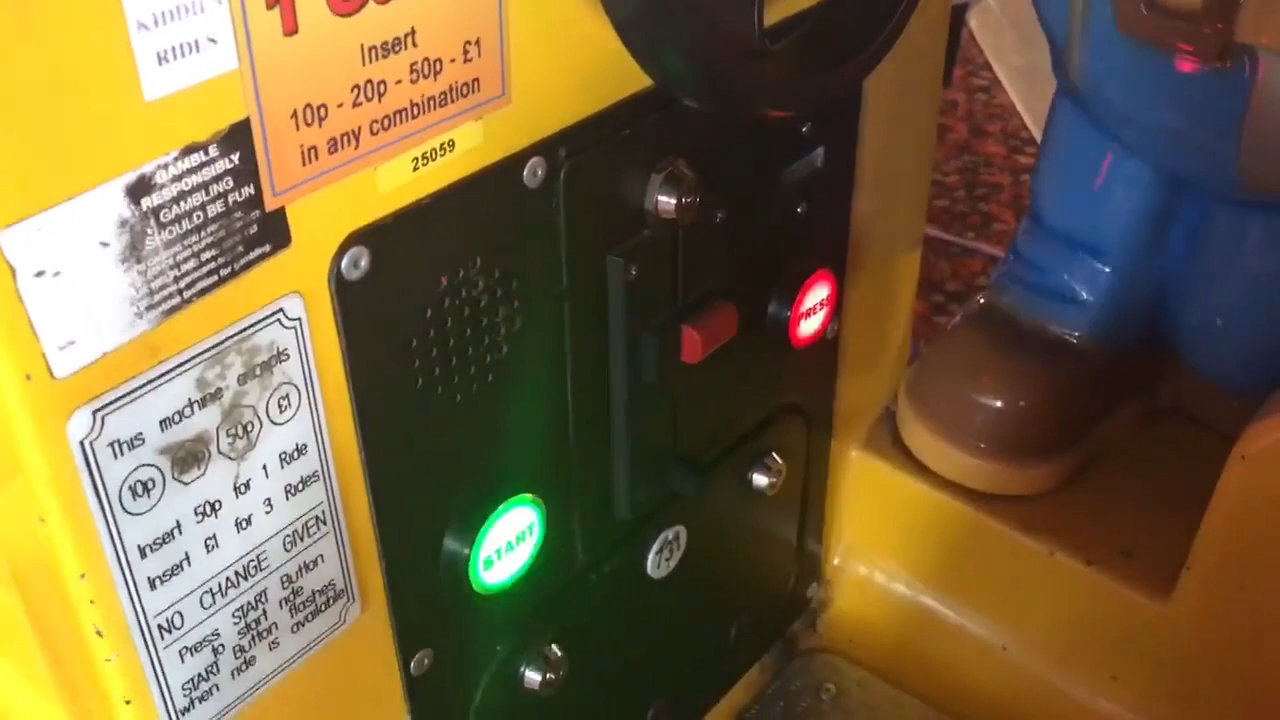 KIDDIE
RIDES
Insert
10p - 20p - 50p - £1
in any combination
25059
GAMBLE
RESPONSIBLY
GAMBLING
SHOULD BE FUN
This machine accepts
10p 20p 50p £1
Insert 50p for 1 Ride
Insert £1 for 3 Rides
NO CHANGE GIVEN
Press START Button
to start ride
START Button flashes
when ride is available
PRESS
START
731